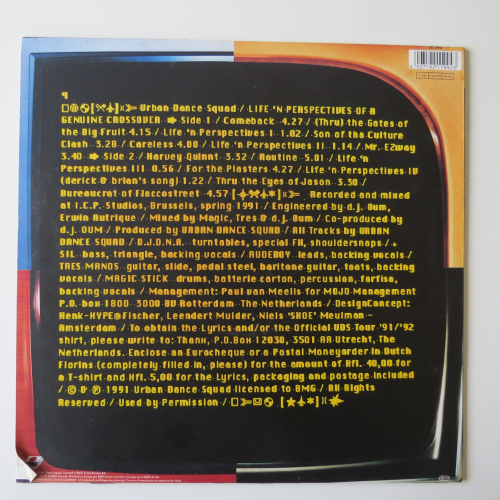 Urban Dance Squad / LIFE 'N PERSPECTIVES OF A
GENUINE CROSSOVER Side 1 / Comeback 4.27 / (Thru) the Gates of
the Big Fruit 4.15 / Life 'n Perspectives I 1.02 / Son of the Culture
Clash 3.28 / Careless 4.00 / Life 'n Perspectives II 1.14 / Mr. EZway
3.40 Side 2 / Harvey Quinnt 3.32 / Routine 5.01 / Life 'n
Perspectives III 0.56 / For the Plasters 4.27 / Life 'n Perspectives IV
(derick & brian's song) 1.22 / Thru the Eyes of Jason 3.30 /
Bureaucrat of Flaccostreet 4.57 Recorded and mixed
at I.C.P. Studios, Brussels, spring 1991 / Engineered by d.j. DUM,
Erwin Autrique / Mixed by Magic, Tres & d.j. Dum / Co-produced by
d.j. DUM / Produced by URBAN DANCE SQUAD / All Tracks by URBAN
DANCE SQUAD / D.J.D.N.A. turntables, special FX, shouldersnaps /
SIL bass, triangle, backing vocals / RUDEBOY leads, backing vocals /
TRES MANOS guitar, slide, pedal steel, baritone guitar, toots, backing
vocals / MAGIC STICK drums, batterie carton, percussion, farfisa,
backing vocals / Management: Paul van Meelis for MOJO Management
P.O. box 1800 3000 BV Rotterdam The Netherlands / DesignConcept:
Henk-HYPE@Fischer, Leendert Mulder, Niels 'SHOE' Meulman
Amsterdam / To obtain the Lyrics and/or the Official UDS Tour '91/'92
shirt, please write to: Thanx, P.O.Box 12030, 3501 AA Utrecht, The
Netherlands. Enclose an Eurocheque or a Postal Moneyorder in Dutch
Florins (completely filled in, please) for the amount of Hfl. 40,00 for
a T-shirt and Hfl. 5,00 for the Lyrics, packaging and postage included
/ © & ℗ 1991 Urban Dance Squad licensed to BMG / All Rights
Reserved / Used by Permission /